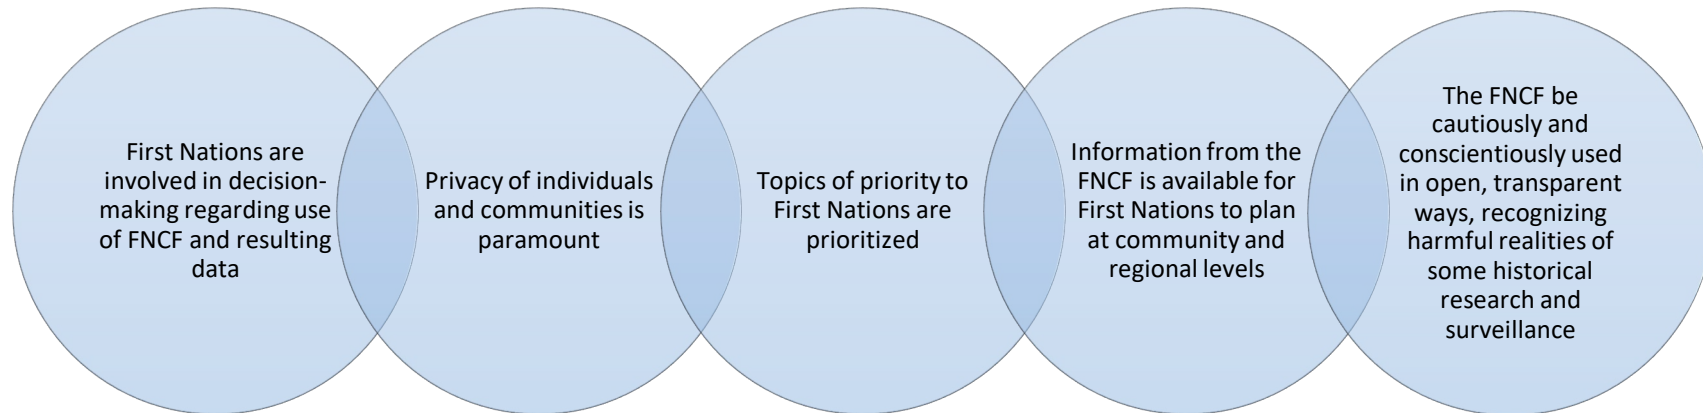 First Nations are
involved in decision-
making regarding use
of FNCF and resulting
data
Privacy of individuals
and communities is
paramount
Topics of priority to
First Nations are
prioritized
Information from the
FNCF is available for
First Nations to plan
at community and
regional levels
The FNCF be
cautiously and
conscientiously used
in open, transparent
ways, recognizing
harmful realities of
some historical
research and
surveillance